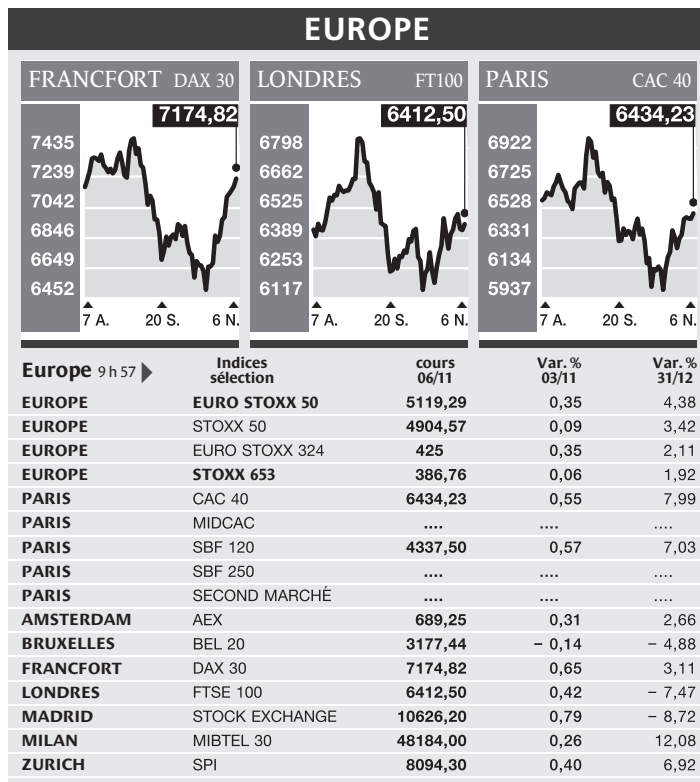 EUROPE
FRANCFORT DAX 30
7174,82
7435
7239
7042
6846
6649
6452
7 A. 20 S. 6 N.
LONDRES FT100
6412,50
6798
6662
6525
6389
6253
6117
7 A. 20 S. 6 N.
PARIS CAC 40
6434,23
6922
6725
6528
6331
6134
5937
7 A. 20 S. 6 N.
Europe 9 h 57 Indices sélection cours 06/11 Var. % 03/11 Var. % 31/12
EUROPE EURO STOXX 50 5119,29 0,35 4,38
EUROPE STOXX 50 4904,57 0,09 3,42
EUROPE EURO STOXX 324 425 0,35 2,11
EUROPE STOXX 653 386,76 0,06 1,92
PARIS CAC 40 6434,23 0,55 7,99
PARIS MIDCAC .... .... ....
PARIS SBF 120 4337,50 0,57 7,03
PARIS SBF 250 .... .... ....
PARIS SECOND MARCHÉ .... .... ....
AMSTERDAM AEX 689,25 0,31 2,66
BRUXELLES BEL 20 3177,44 – 0,14 – 4,88
FRANCFORT DAX 30 7174,82 0,65 3,11
LONDRES FTSE 100 6412,50 0,42 – 7,47
MADRID STOCK EXCHANGE 10626,20 0,79 – 8,72
MILAN MIBTEL 30 48184,00 0,26 12,08
ZURICH SPI 8094,30 0,40 6,92